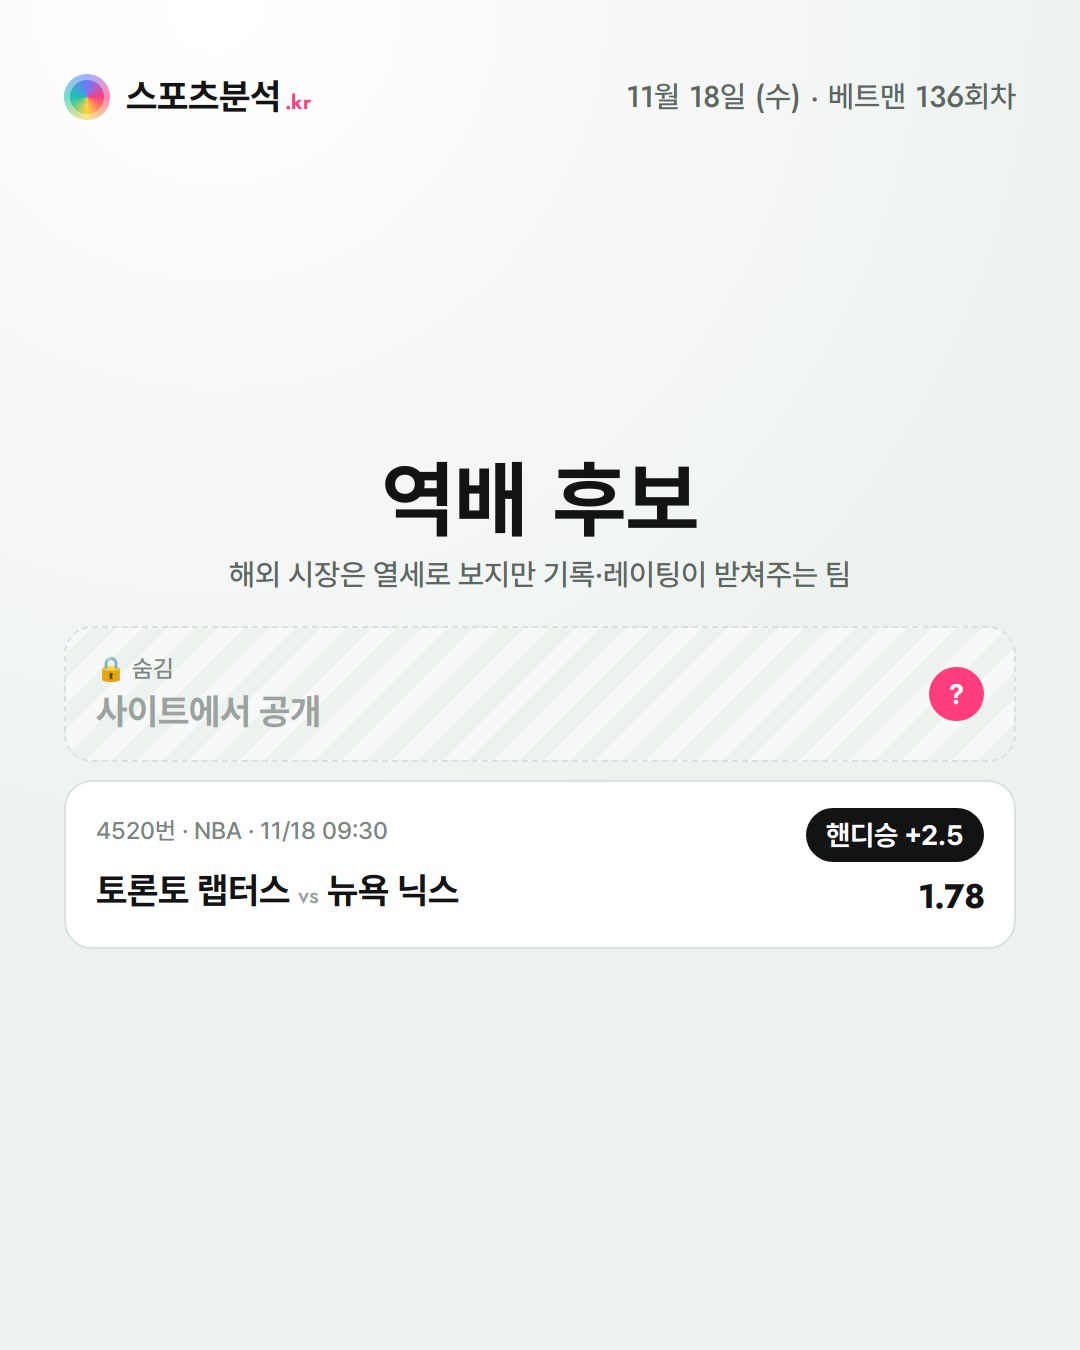 스포츠분석.kr
11월 18일 (수) · 베트맨 136회차
역배 후보
해외 시장은 열세로 보지만 기록·레이팅이 받쳐주는 팀
🔒 숨김
사이트에서 공개
?
4520번 · NBA · 11/18 09:30
핸디승 +2.5
토론토 랩터스 vs 뉴욕 닉스
1.78